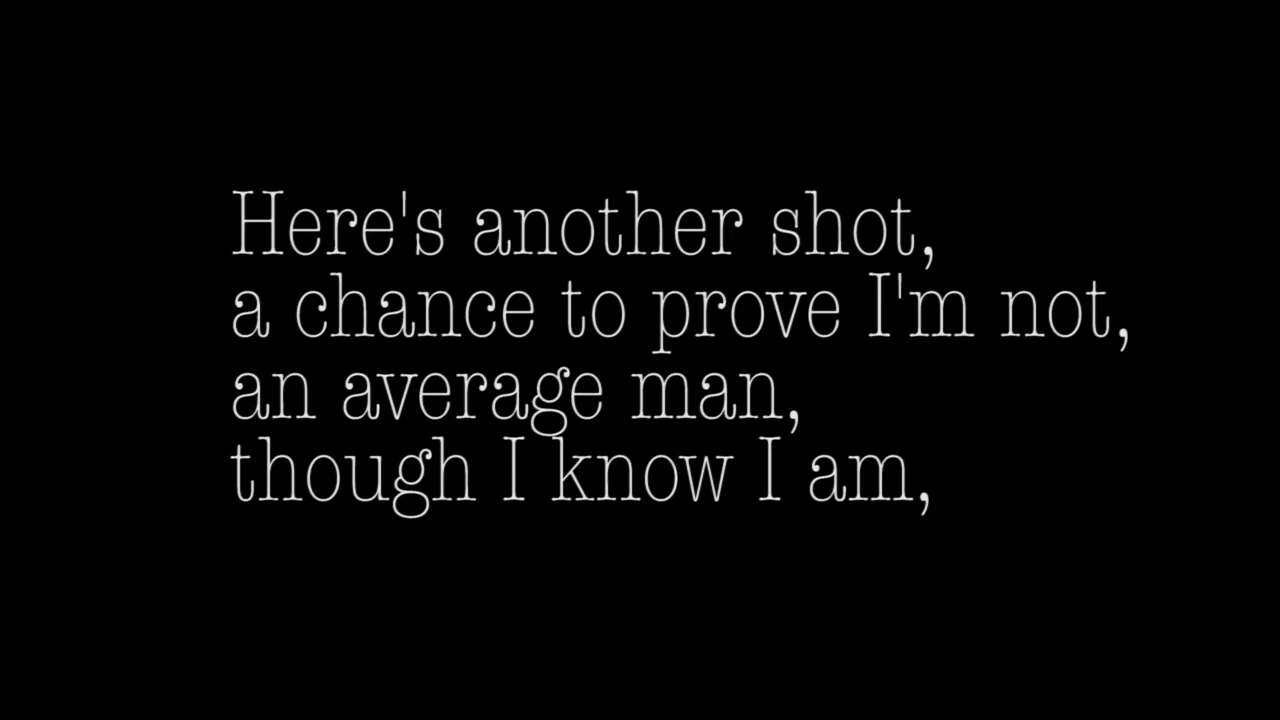 Here's another shot,
a chance to prove I'm not,
an average man,
though I know I am,